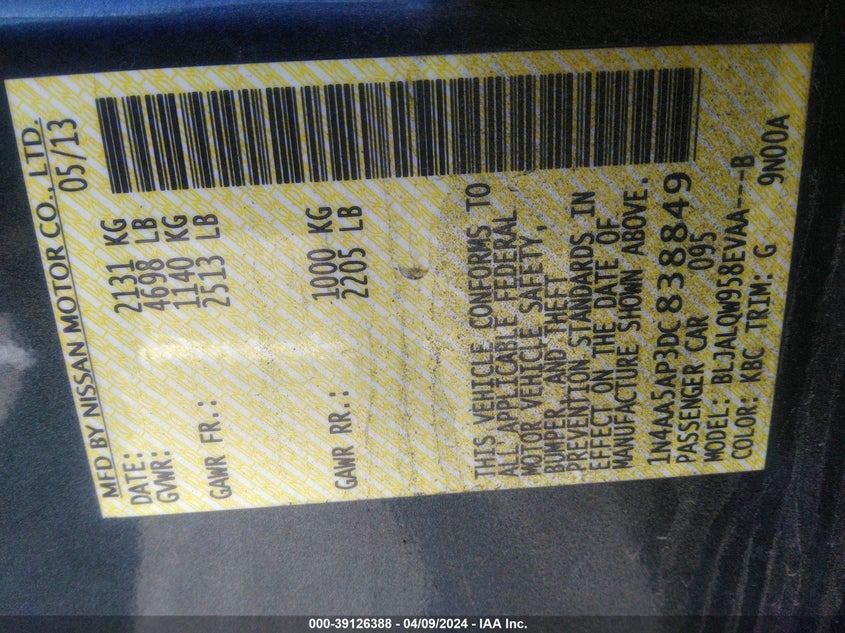 MFD BY NISSAN MOTOR CO., LTD.
DATE: 05/13
GVWR: 2131 KG
4698 LB
GAWR FR.: 1140 KG
2513 LB
GAWR RR.: 1000 KG
2205 LB
THIS VEHICLE CONFORMS TO
ALL APPLICABLE FEDERAL
MOTOR VEHICLE SAFETY,
BUMPER, AND THEFT
PREVENTION STANDARDS IN
EFFECT ON THE DATE OF
MANUFACTURE SHOWN ABOVE.
1N4AA5AP3DC838849
PASSENGER CAR 095
MODEL: BLJALQW958EVAA---B
COLOR: KBC TRIM: G 9N00A
000-39126388 - 04/09/2024 - IAA Inc.